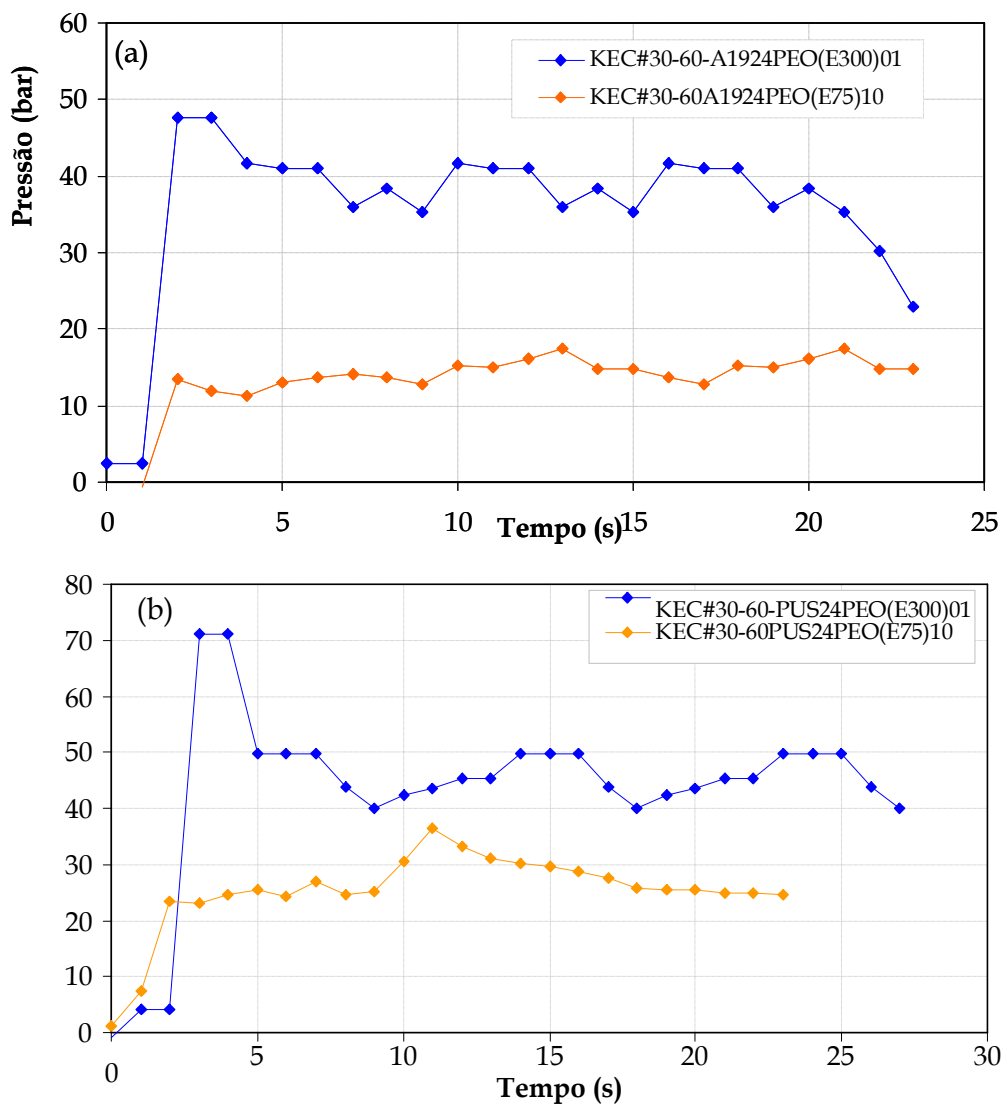 60
(a)
KEC#30-60-A1924PEO(E300)01
KEC#30-60A1924PEO(E75)10
50
Pressão (bar)
40
30
20
10
0
0 5 10 15 20 25
Tempo (s)
80
(b)
KEC#30-60-PUS24PEO(E300)01
KEC#30-60PUS24PEO(E75)10
70
60
50
40
30
20
10
0
0 5 10 15 20 25 30
Tempo (s)